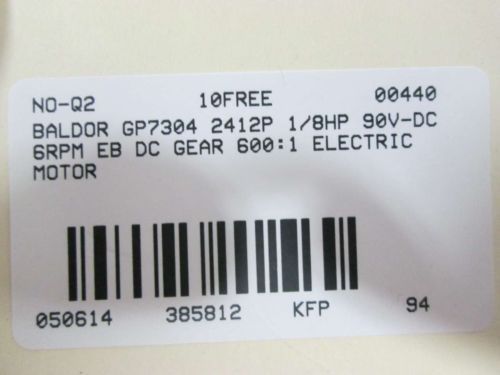 NO-Q2 10FREE 00440
BALDOR GP7304 2412P 1/8HP 90V-DC
6RPM EB DC GEAR 600:1 ELECTRIC
MOTOR
050614 385812 KFP 94